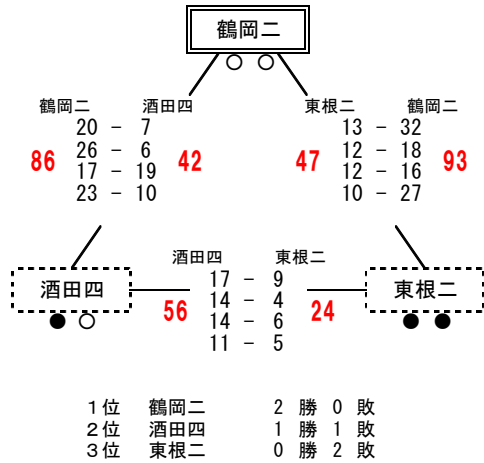 鶴岡二
○ ○
鶴岡二 酒田四
86 42
20 - 7
26 - 6
17 - 19
23 - 10
東根二 鶴岡二
47 93
13 - 32
12 - 18
12 - 16
10 - 27
酒田四 東根二
56 24
17 - 9
14 - 4
14 - 6
11 - 5
酒田四
● ○
東根二
● ●
1位 鶴岡二 2 勝 0 敗
2位 酒田四 1 勝 1 敗
3位 東根二 0 勝 2 敗